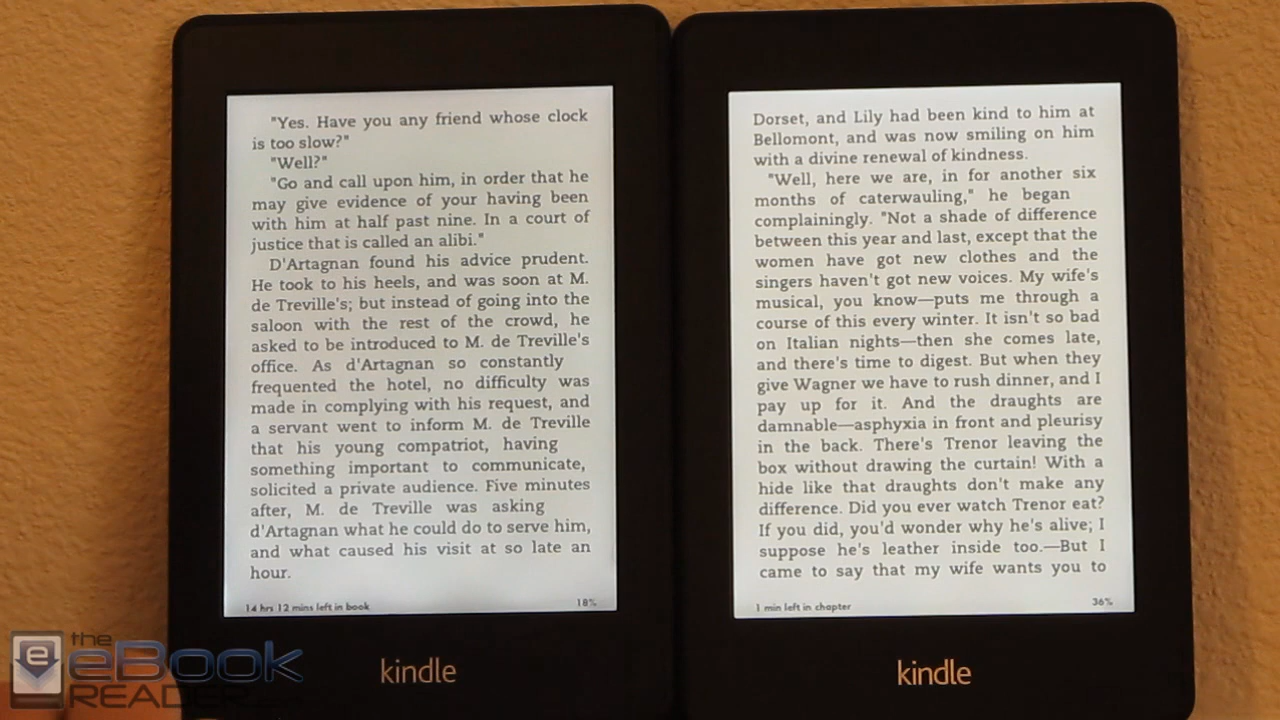 "Yes. Have you any friend whose clock
is too slow?"
"Well?"
"Go and call upon him, in order that he
may give evidence of your having been
with him at half past nine. In a court of
justice that is called an alibi."
D'Artagnan found his advice prudent.
He took to his heels, and was soon at M.
de Treville's; but instead of going into the
saloon with the rest of the crowd, he
asked to be introduced to M. de Treville's
office. As d'Artagnan so constantly
frequented the hotel, no difficulty was
made in complying with his request, and
a servant went to inform M. de Treville
that his young compatriot, having
something important to communicate,
solicited a private audience. Five minutes
after, M. de Treville was asking
d'Artagnan what he could do to serve him,
and what caused his visit at so late an
hour.
14 hrs 12 mins left in book 18%
kindle
Dorset, and Lily had been kind to him at
Bellomont, and was now smiling on him
with a divine renewal of kindness.
"Well, here we are, in for another six
months of caterwauling," he began
complainingly. "Not a shade of difference
between this year and last, except that the
women have got new clothes and the
singers haven't got new voices. My wife's
musical, you know—puts me through a
course of this every winter. It isn't so bad
on Italian nights—then she comes late,
and there's time to digest. But when they
give Wagner we have to rush dinner, and I
pay up for it. And the draughts are
damnable—asphyxia in front and pleurisy
in the back. There's Trenor leaving the
box without drawing the curtain! With a
hide like that draughts don't make any
difference. Did you ever watch Trenor eat?
If you did, you'd wonder why he's alive; I
suppose he's leather inside too.—But I
came to say that my wife wants you to
1 min left in chapter 36%
kindle
the
eBook
READER